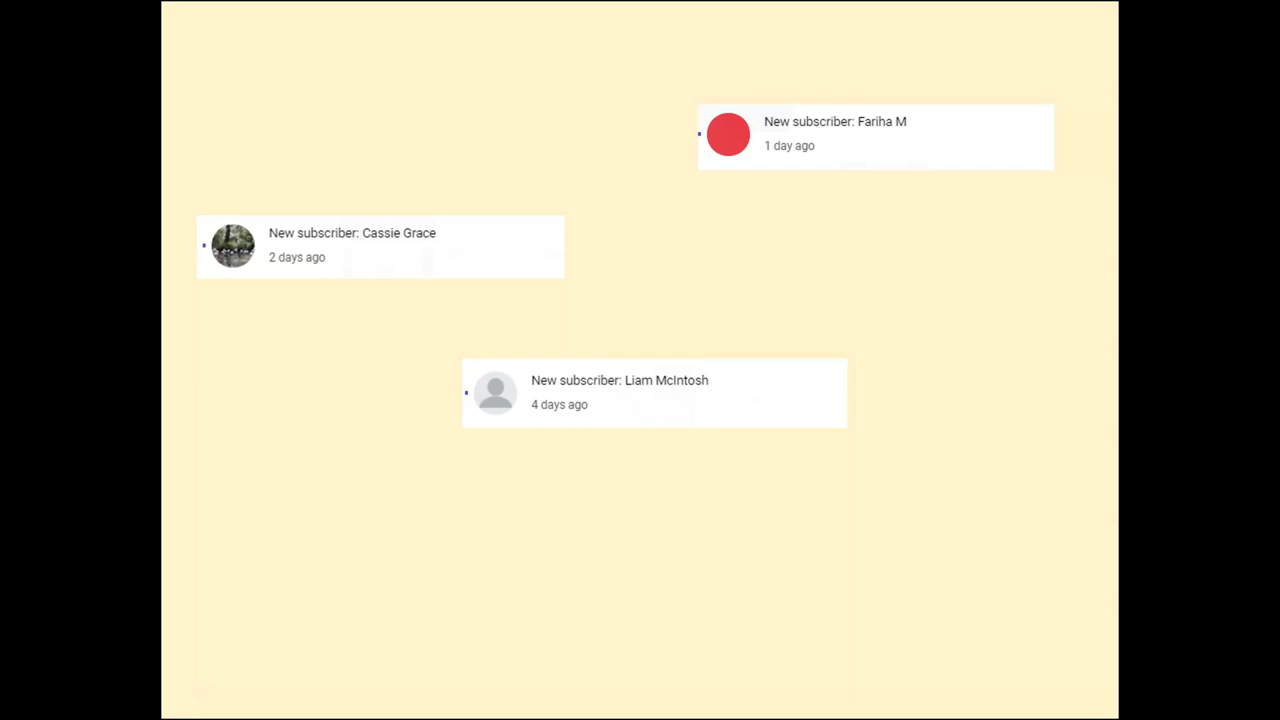 New subscriber: Fariha M
1 day ago
New subscriber: Cassie Grace
2 days ago
New subscriber: Liam McIntosh
4 days ago